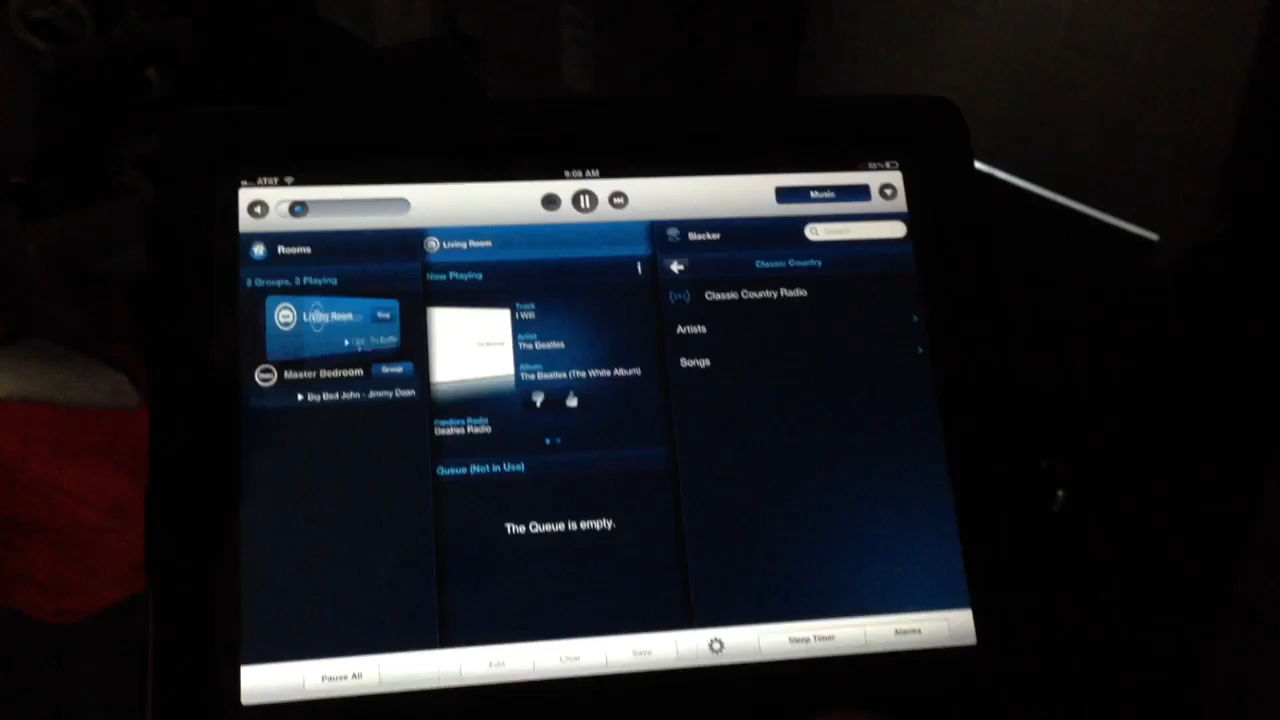 AT&T
9:09 AM
Music
Rooms
Living Room
Slacker
Search
2 Groups, 2 Playing
Now Playing
Classic Country
Living Room
Track
I Will
Classic Country Radio
Artist
The Beatles
Artists
Master Bedroom
Group
Album
The Beatles (The White Album)
Songs
Big Bad John - Jimmy Dean
Pandora Radio
Beatles Radio
Queue (Not in Use)
The Queue is empty.
Pause All
Edit
Clear
Save
Sleep Timer
Alarms